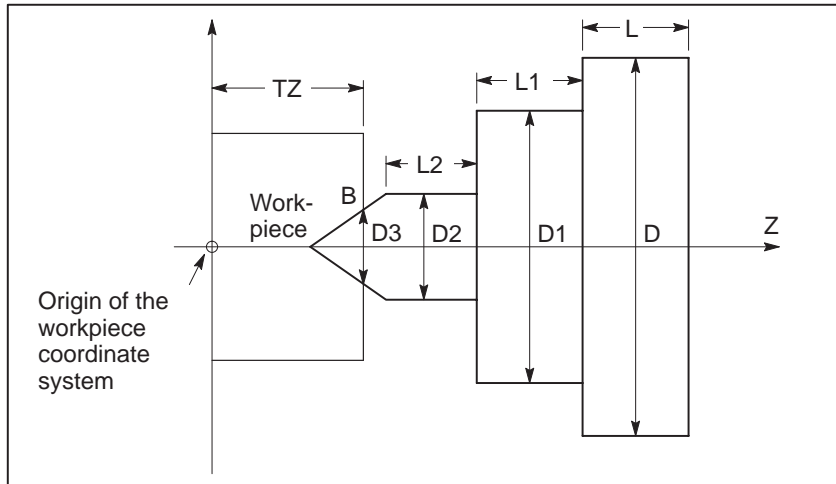 L
TZ
L1
L2
B
Work-
piece
D3
D2
D1
D
Z
Origin of the
workpiece
coordinate
system